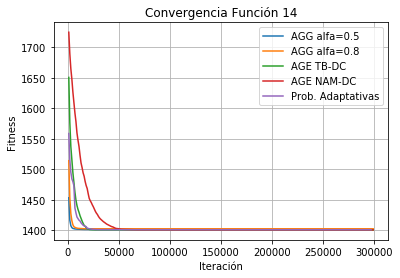 Convergencia Función 14
AGG alfa=0.5
AGG alfa=0.8
AGE TB-DC
AGE NAM-DC
Prob. Adaptativas
Fitness
1700
1650
1600
1550
1500
1450
1400
0
50000
100000
150000
200000
250000
300000
Iteración